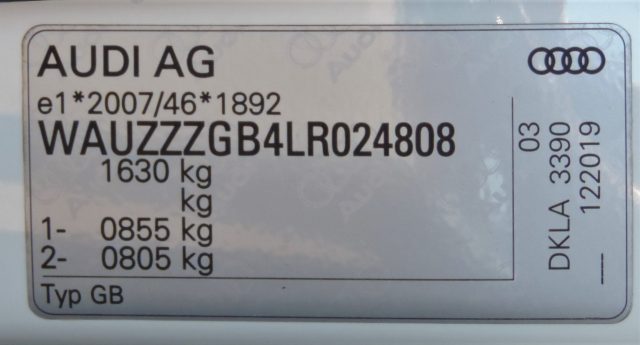 AUDI AG
e1*2007/46*1892
WAUZZZGB4LR024808
1630 kg
kg
1- 0855 kg
2- 0805 kg
Typ GB
03
DKLA 3390
122019